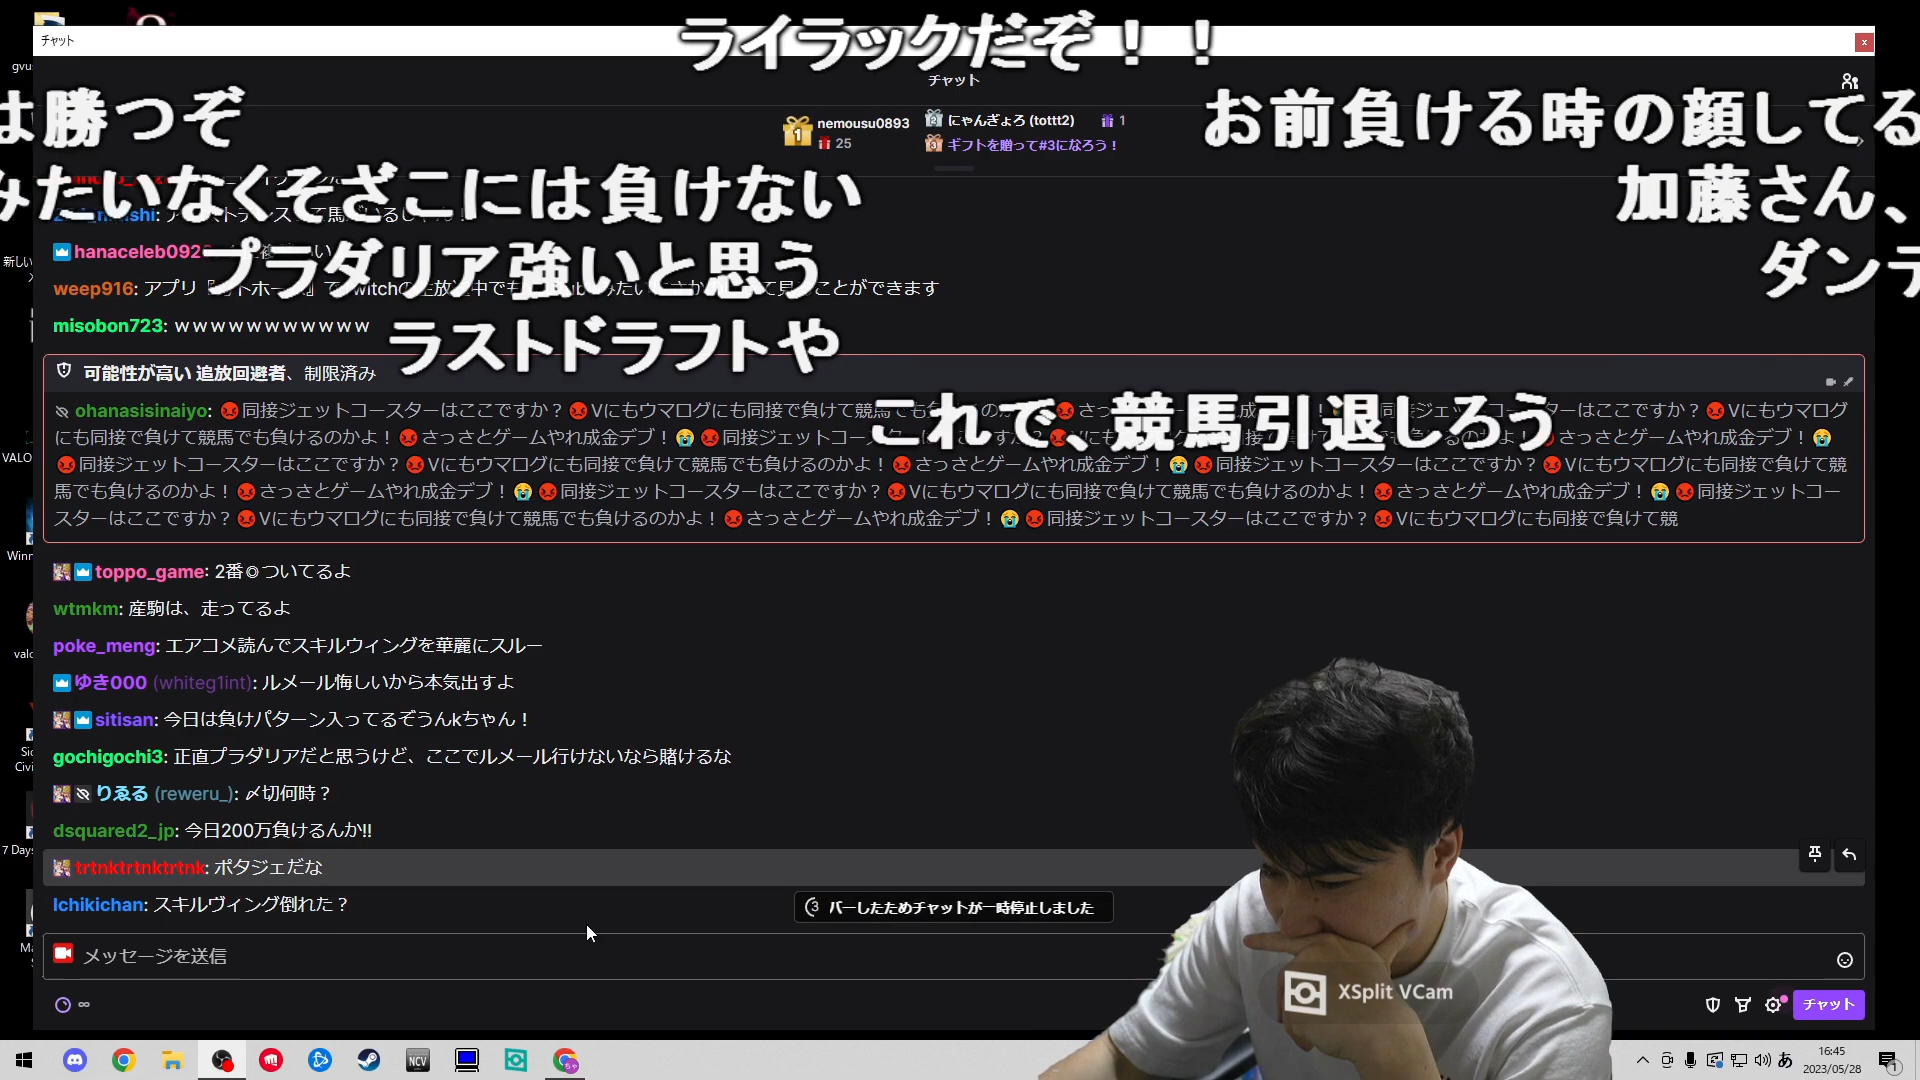 チャット
ライラックだぞ！！
チャット
は勝つぞ
nemousu0893
25
にゃんぎょろ (tottt2) 1
ギフトを贈って#3になろう！
お前負ける時の顔してる
みたいなくそざこには負けない
加藤さん、
hanaceleb092
プラダリア強いと思う
ダンテ
weep916: アプリ
misobon723: ｗｗｗｗｗｗｗｗｗｗｗ
ラストドラフトや
可能性が高い 追放回避者、制限済み
これで、競馬引退しろう
ohanasisinaiyo: 😡同接ジェットコースターはここですか？😡Vにもウマログにも同接で負けて競馬でも
にも同接で負けて競馬でも負けるのかよ！😡さっさとゲームやれ成金デブ！😭😡同接ジェットコースター さっさとゲームやれ成金デブ！😭
😡同接ジェットコースターはここですか？😡Vにもウマログにも同接で負けて競馬でも負けるのかよ！😡さっさとゲームやれ成金デブ！😭😡同接ジェットコースターはここですか？😡Vにもウマログにも同接で負けて競
馬でも負けるのかよ！😡さっさとゲームやれ成金デブ！😭😡同接ジェットコースターはここですか？😡Vにもウマログにも同接で負けて競馬でも負けるのかよ！😡さっさとゲームやれ成金デブ！😭😡同接ジェットコー
スターはここですか？😡Vにもウマログにも同接で負けて競馬でも負けるのかよ！😡さっさとゲームやれ成金デブ！😭😡同接ジェットコースターはここですか？😡Vにもウマログにも同接で負けて競
toppo_game: 2番◎ついてるよ
wtmkm: 産駒は、走ってるよ
poke_meng: エアコメ読んでスキルウィングを華麗にスルー
ゆき000 (whiteg1int): ルメール悔しいから本気出すよ
sitisan: 今日は負けパターン入ってるぞうんkちゃん！
gochigochi3: 正直プラダリアだと思うけど、ここでルメール行けないなら賭けるな
りゑる (reweru_): 〆切何時？
dsquared2_jp: 今日200万負けるんか!!
trtnktrtnktrtnk: ポタジェだな
Ichikichan: スキルヴィング倒れた？
3 バーしたためチャットが一時停止しました
メッセージを送信
XSplit VCam
∞
チャット
NCV
あ
16:45
2023/05/28